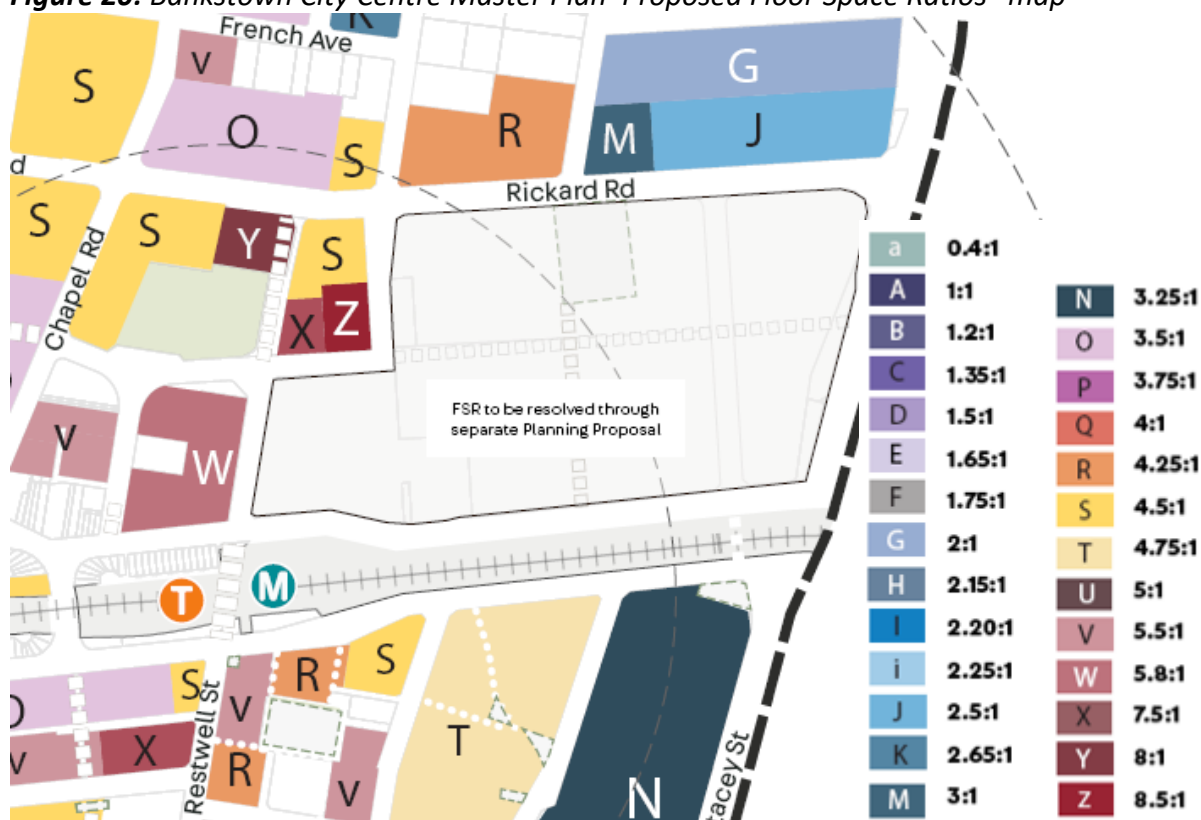 Figure 20: Bankstown City Centre Master Plan "Proposed Floor Space Ratios" map
French Ave
K
V
S
G
O
S
R
M
J
d
Rickard Rd
S
S
Y
S
Chapel Rd
X
Z
V
W
FSR to be resolved through
separate Planning Proposal
T
M
S
R
S
O
V
T
V
X
R
V
N
Restwell St
tacey St
a 0.4:1
A 1:1
B 1.2:1
C 1.35:1
D 1.5:1
E 1.65:1
F 1.75:1
G 2:1
H 2.15:1
I 2.20:1
i 2.25:1
J 2.5:1
K 2.65:1
M 3:1
N 3.25:1
O 3.5:1
P 3.75:1
Q 4:1
R 4.25:1
S 4.5:1
T 4.75:1
U 5:1
V 5.5:1
W 5.8:1
X 7.5:1
Y 8:1
Z 8.5:1